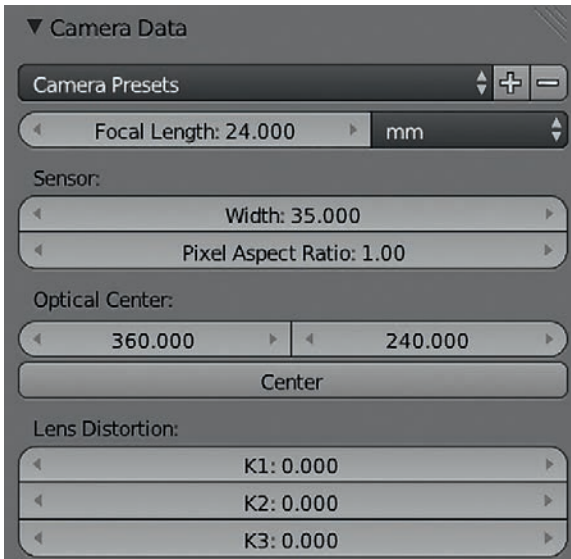 Camera Data
Camera Presets
Focal Length: 24.000 mm
Sensor:
Width: 35.000
Pixel Aspect Ratio: 1.00
Optical Center:
360.000 240.000
Center
Lens Distortion:
K1: 0.000
K2: 0.000
K3: 0.000